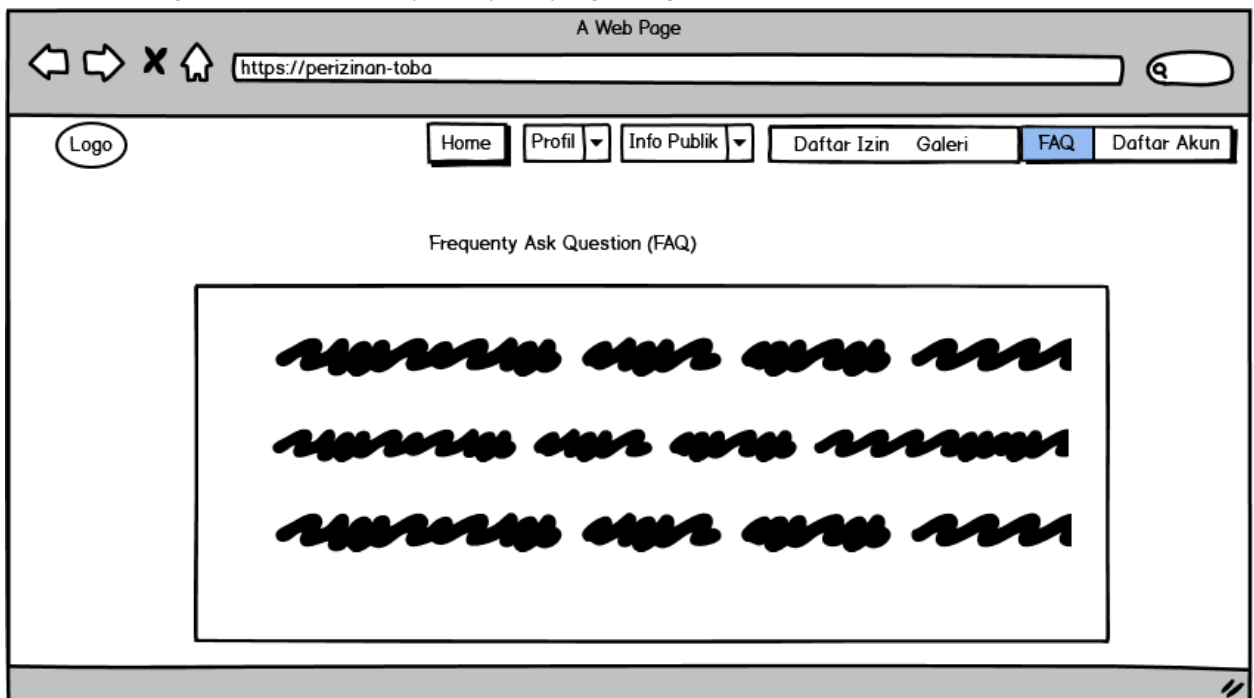 A Web Page
https://perizinan-toba
Logo
Home Profil Info Publik Daftar Izin Galeri FAQ Daftar Akun
Frequenty Ask Question (FAQ)